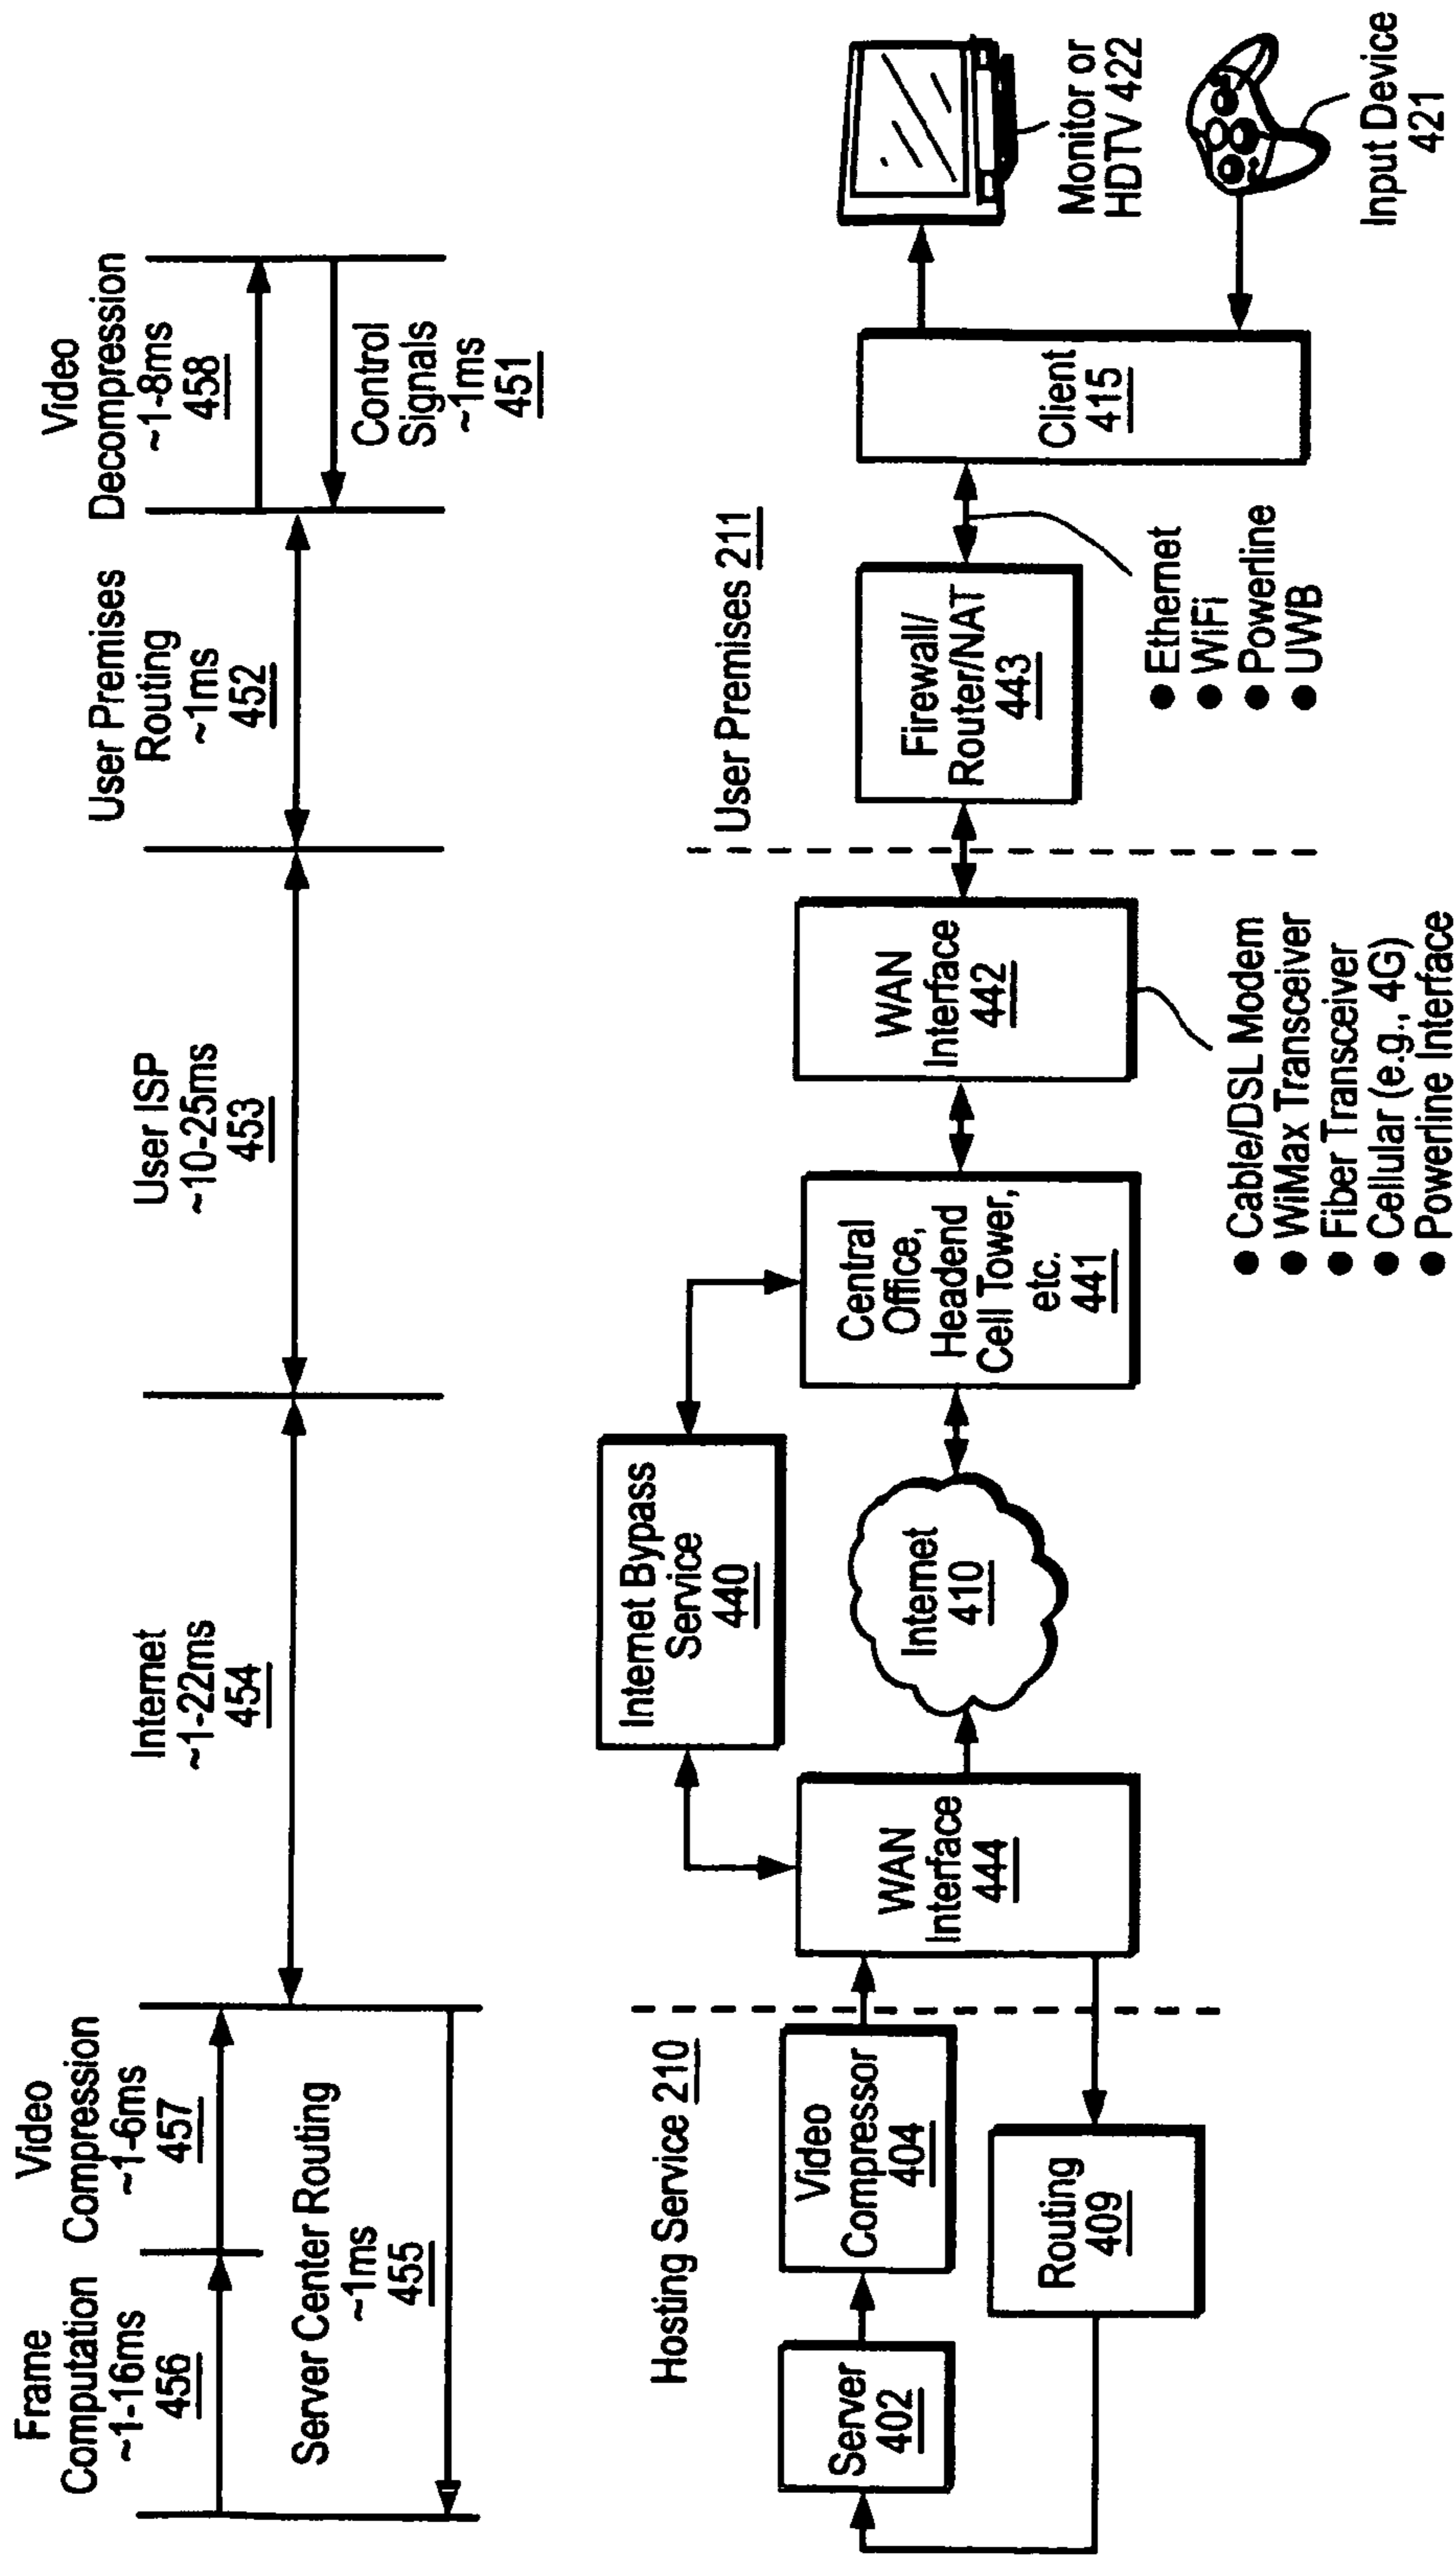 Frame
Computation
~1-16ms
456
Video
Compression
~1-6ms
457
Server Center Routing
~1ms
455
Internet
~1-22ms
454
User ISP
~10-25ms
453
User Premises
Routing
~1ms
452
Video
Decompression
~1-8ms
458
Control
Signals
~1ms
451
Hosting Service 210
Server
402
Video
Compressor
404
Routing
409
WAN
Interface
444
Internet Bypass
Service
440
Internet
410
Central
Office,
Headend
Cell Tower,
etc.
441
WAN
Interface
442
● Cable/DSL Modem
● WiMax Transceiver
● Fiber Transceiver
● Cellular (e.g., 4G)
● Powerline Interface
User Premises 211
Firewall/
Router/NAT
443
● Ethernet
● WiFi
● Powerline
● UWB
Client
415
Monitor or
HDTV 422
Input Device
421